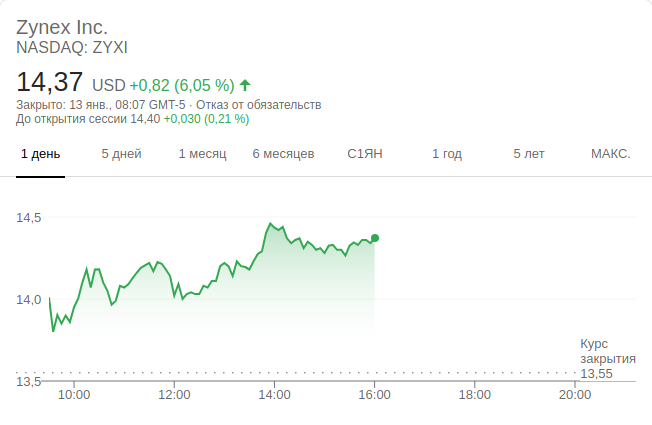 Zynex Inc.
NASDAQ: ZYXI
14,37 USD +0,82 (6,05 %)
Закрыто: 13 янв., 08:07 GMT-5 · Отказ от обязательств
До открытия сессии 14,40 +0,030 (0,21 %)
1 день 5 дней 1 месяц 6 месяцев С1ЯН 1 год 5 лет МАКС.
14,5
14,0
Курс
закрытия
13,55
13,5
10:00 12:00 14:00 16:00 18:00 20:00